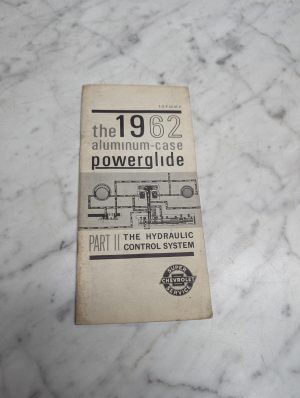 the 1962
aluminum-case
powerglide
PART II THE HYDRAULIC
CONTROL SYSTEM
SUPER
CHEVROLET
SERVICE